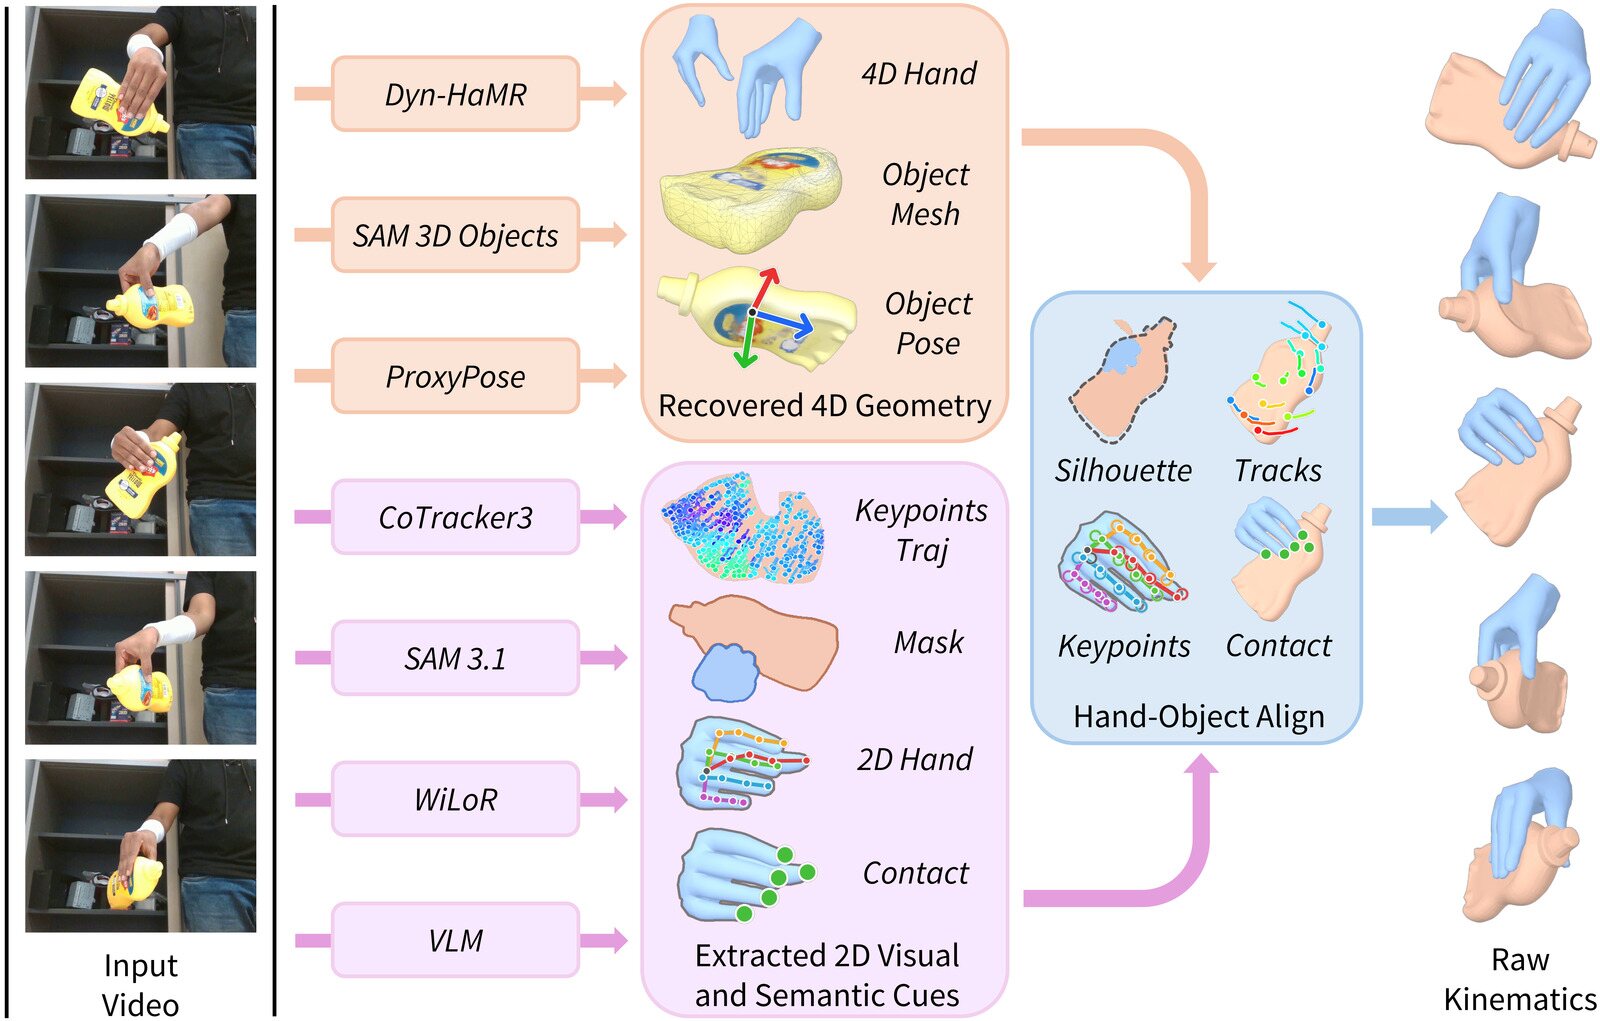 Input
Video
Dyn-HaMR
SAM 3D Objects
ProxyPose
CoTracker3
SAM 3.1
WiLoR
VLM
4D Hand
Object
Mesh
Object
Pose
Recovered 4D Geometry
Keypoints
Traj
Mask
2D Hand
Contact
Extracted 2D Visual
and Semantic Cues
Silhouette
Tracks
Keypoints
Contact
Hand-Object Align
Raw
Kinematics